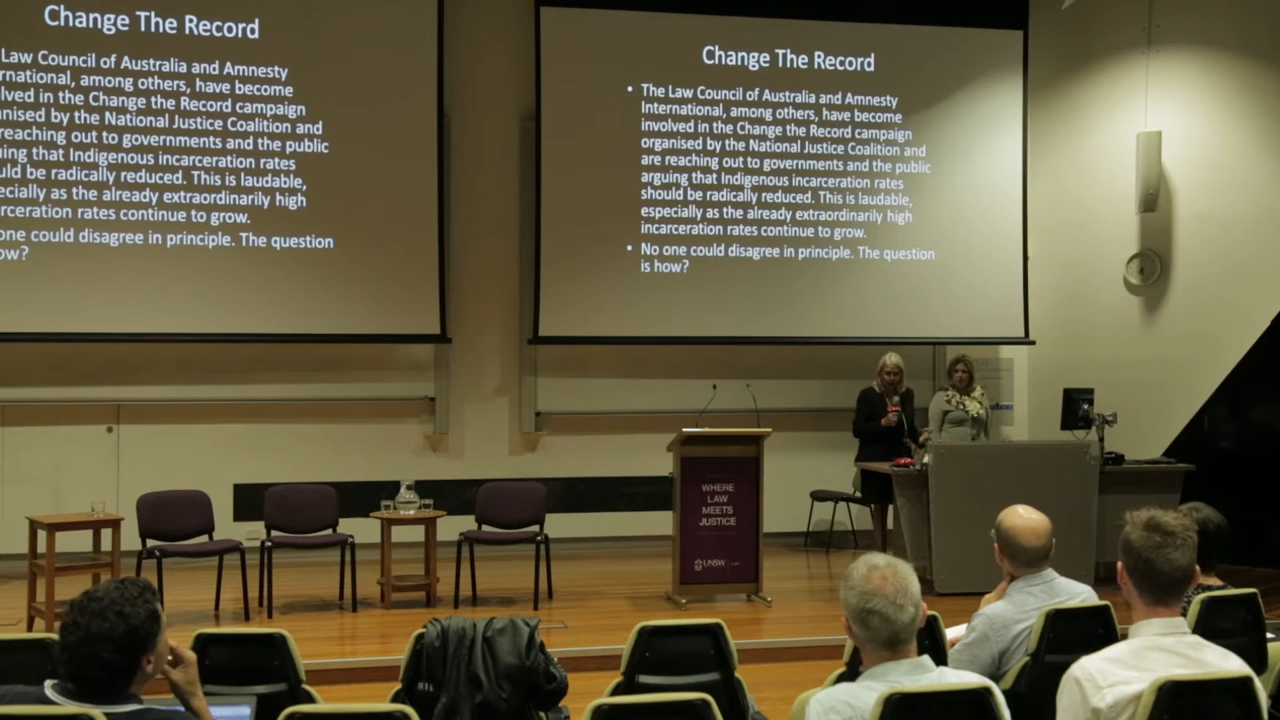 Change The Record
Law Council of Australia and Amnesty
rnational, among others, have become
lved in the Change the Record campaign
nised by the National Justice Coalition and
reaching out to governments and the public
uing that Indigenous incarceration rates
uld be radically reduced. This is laudable,
ecially as the already extraordinarily high
rceration rates continue to grow.
one could disagree in principle. The question
ow?
Change The Record
• The Law Council of Australia and Amnesty
International, among others, have become
involved in the Change the Record campaign
organised by the National Justice Coalition and
are reaching out to governments and the public
arguing that Indigenous incarceration rates
should be radically reduced. This is laudable,
especially as the already extraordinarily high
incarceration rates continue to grow.
• No one could disagree in principle. The question
is how?
WHERE
LAW
MEETS
JUSTICE
UNSW